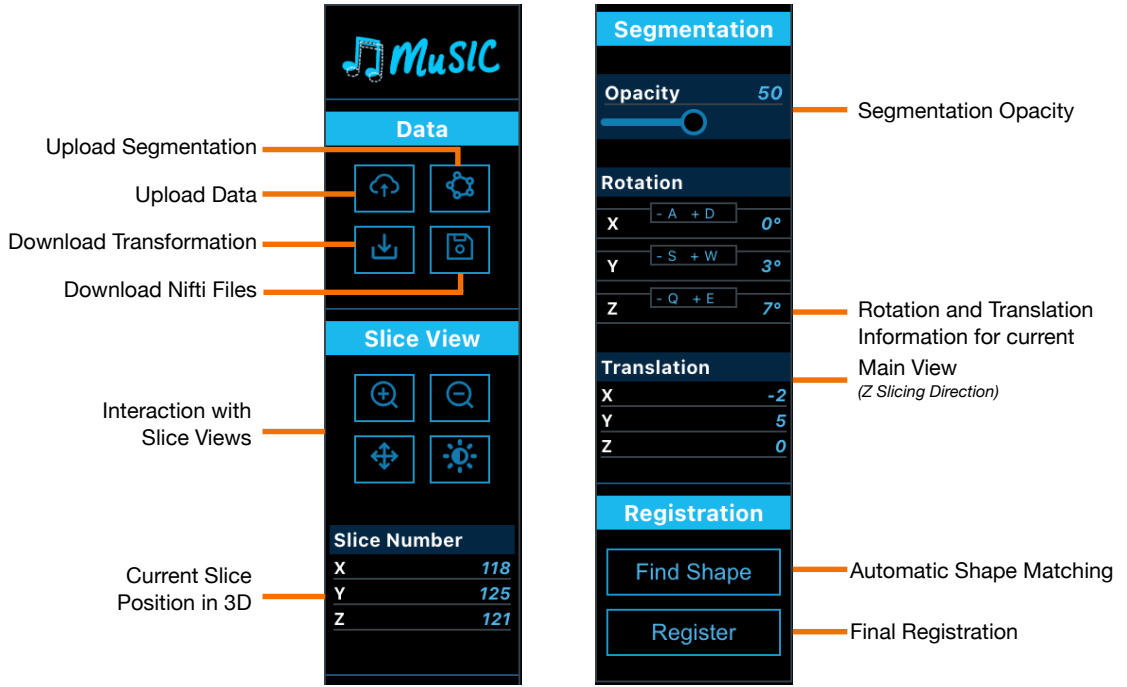 MuSIC
Data
Upload Segmentation
Upload Data
Download Transformation
Download Nifti Files
Slice View
Interaction with
Slice Views
Slice Number
X 118
Y 125
Z 121
Current Slice
Position in 3D
Segmentation
Opacity 50
Segmentation Opacity
Rotation
X - A + D 0°
Y - S + W 3°
Z - Q + E 7°
Rotation and Translation
Information for current
Main View
(Z Slicing Direction)
Translation
X -2
Y 5
Z 0
Registration
Find Shape
Automatic Shape Matching
Register
Final Registration